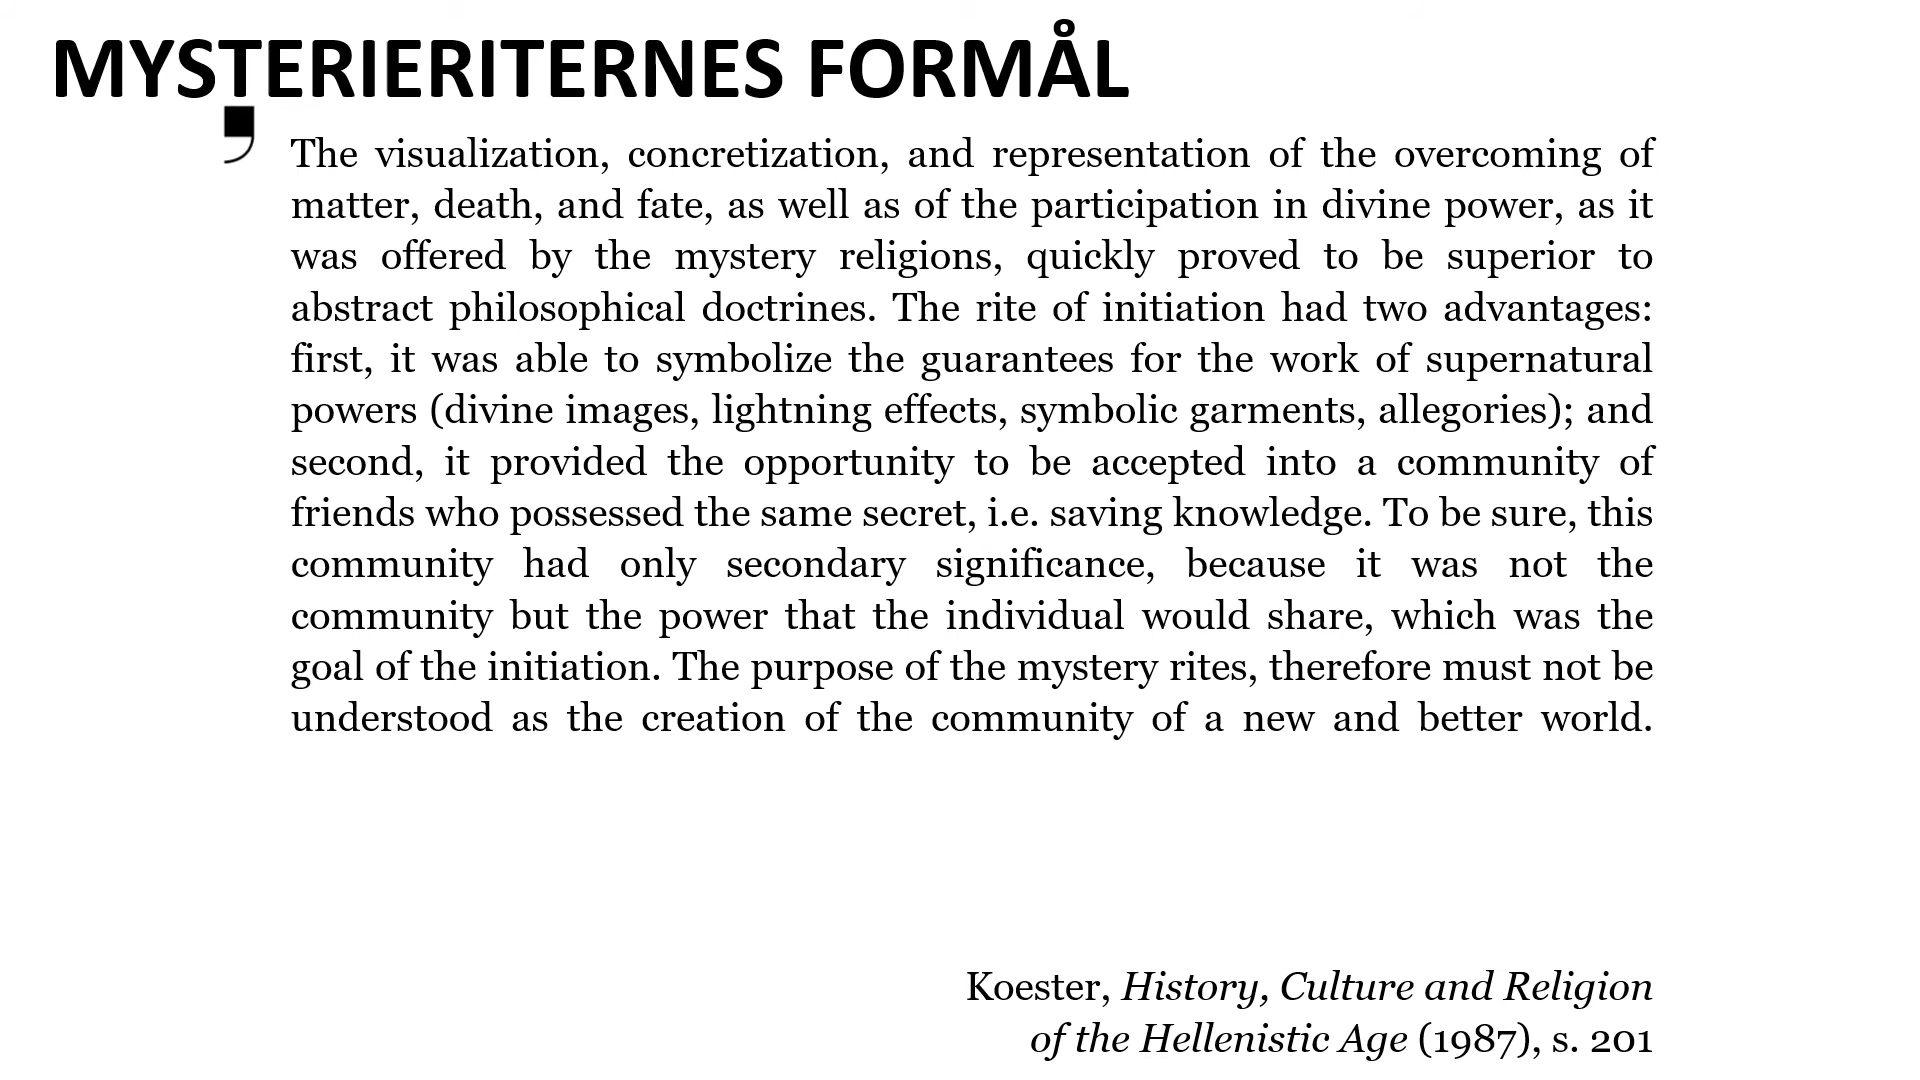 MYSTERIERITERNES FORMÅL
The visualization, concretization, and representation of the overcoming of
matter, death, and fate, as well as of the participation in divine power, as it
was offered by the mystery religions, quickly proved to be superior to
abstract philosophical doctrines. The rite of initiation had two advantages:
first, it was able to symbolize the guarantees for the work of supernatural
powers (divine images, lightning effects, symbolic garments, allegories); and
second, it provided the opportunity to be accepted into a community of
friends who possessed the same secret, i.e. saving knowledge. To be sure, this
community had only secondary significance, because it was not the
community but the power that the individual would share, which was the
goal of the initiation. The purpose of the mystery rites, therefore must not be
understood as the creation of the community of a new and better world.
Koester, History, Culture and Religion
of the Hellenistic Age (1987), s. 201